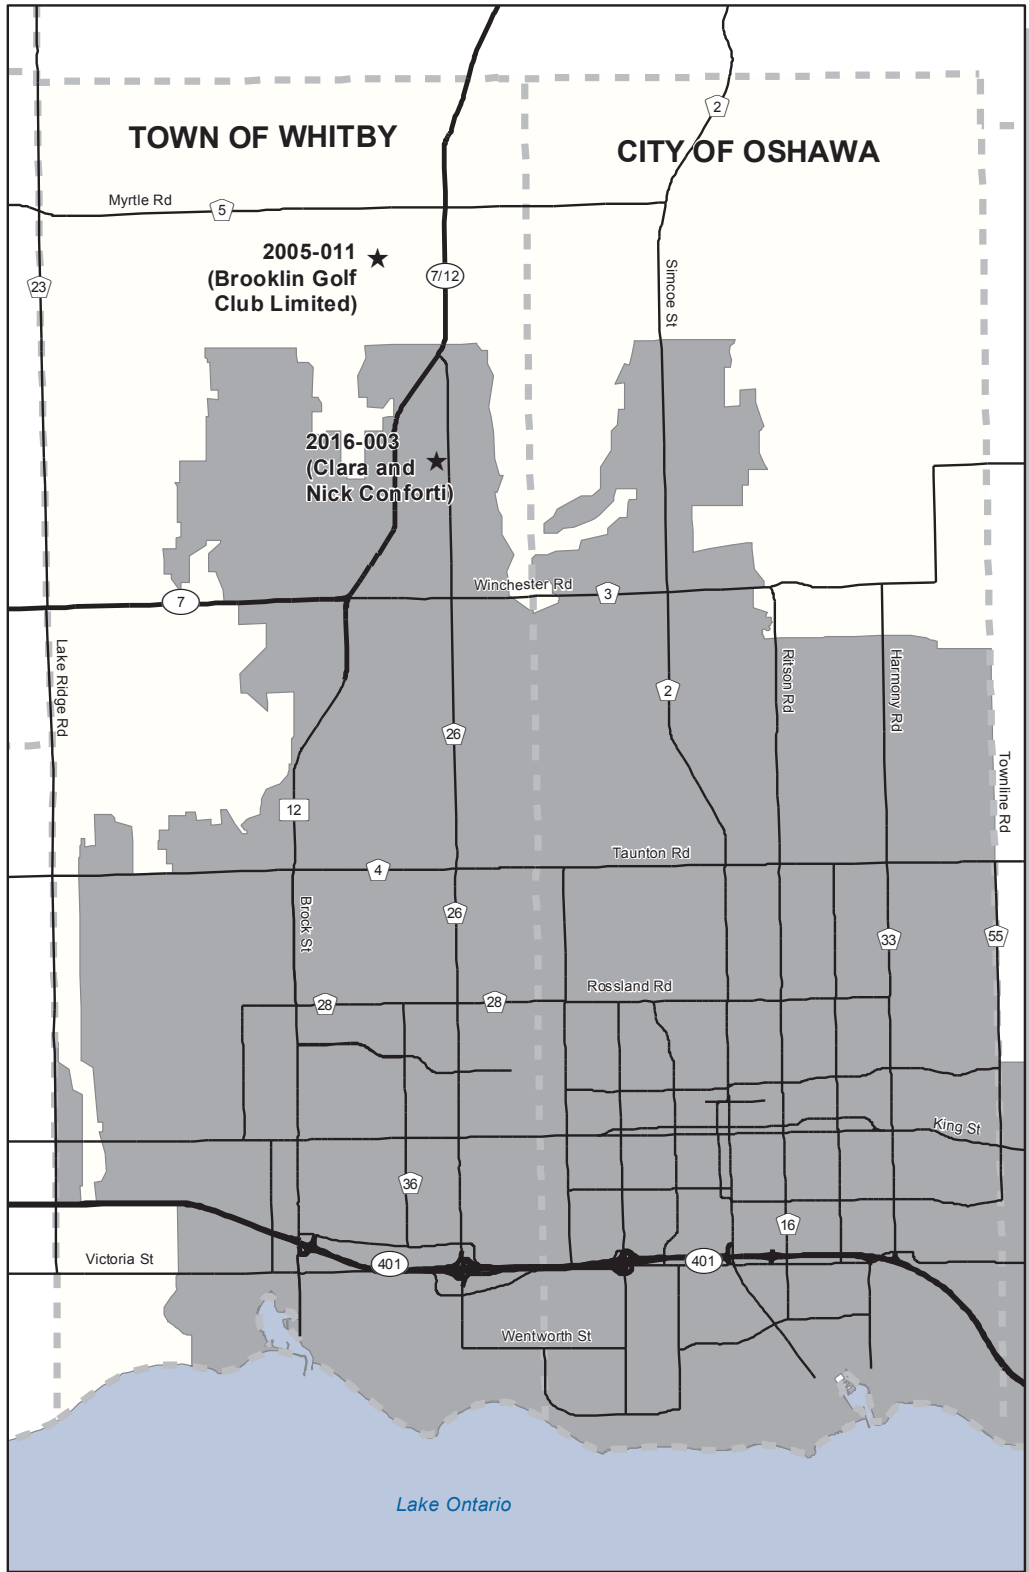 2
TOWN OF WHITBY
CITY OF OSHAWA
Myrtle Rd
5
2005-011
(Brooklin Golf
Club Limited)
7/12
23
Simcoe St
2016-003
(Clara and
Nick Conforti)
Winchester Rd
7
3
Lake Ridge Rd
Ritson Rd
Harmony Rd
2
26
Townline Rd
12
Taunton Rd
4
Brock St
26
33
55
Rossland Rd
28
28
King St
36
16
Victoria St
401
401
Wentworth St
Lake Ontario